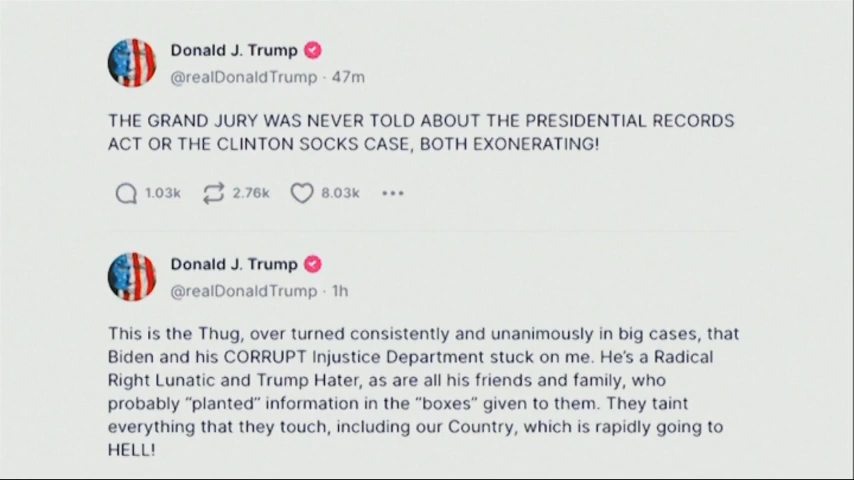 Donald J. Trump
@realDonaldTrump · 47m
THE GRAND JURY WAS NEVER TOLD ABOUT THE PRESIDENTIAL RECORDS
ACT OR THE CLINTON SOCKS CASE, BOTH EXONERATING!
1.03k 2.76k 8.03k
Donald J. Trump
@realDonaldTrump · 1h
This is the Thug, over turned consistently and unanimously in big cases, that
Biden and his CORRUPT Injustice Department stuck on me. He's a Radical
Right Lunatic and Trump Hater, as are all his friends and family, who
probably “planted” information in the “boxes” given to them. They taint
everything that they touch, including our Country, which is rapidly going to
HELL!